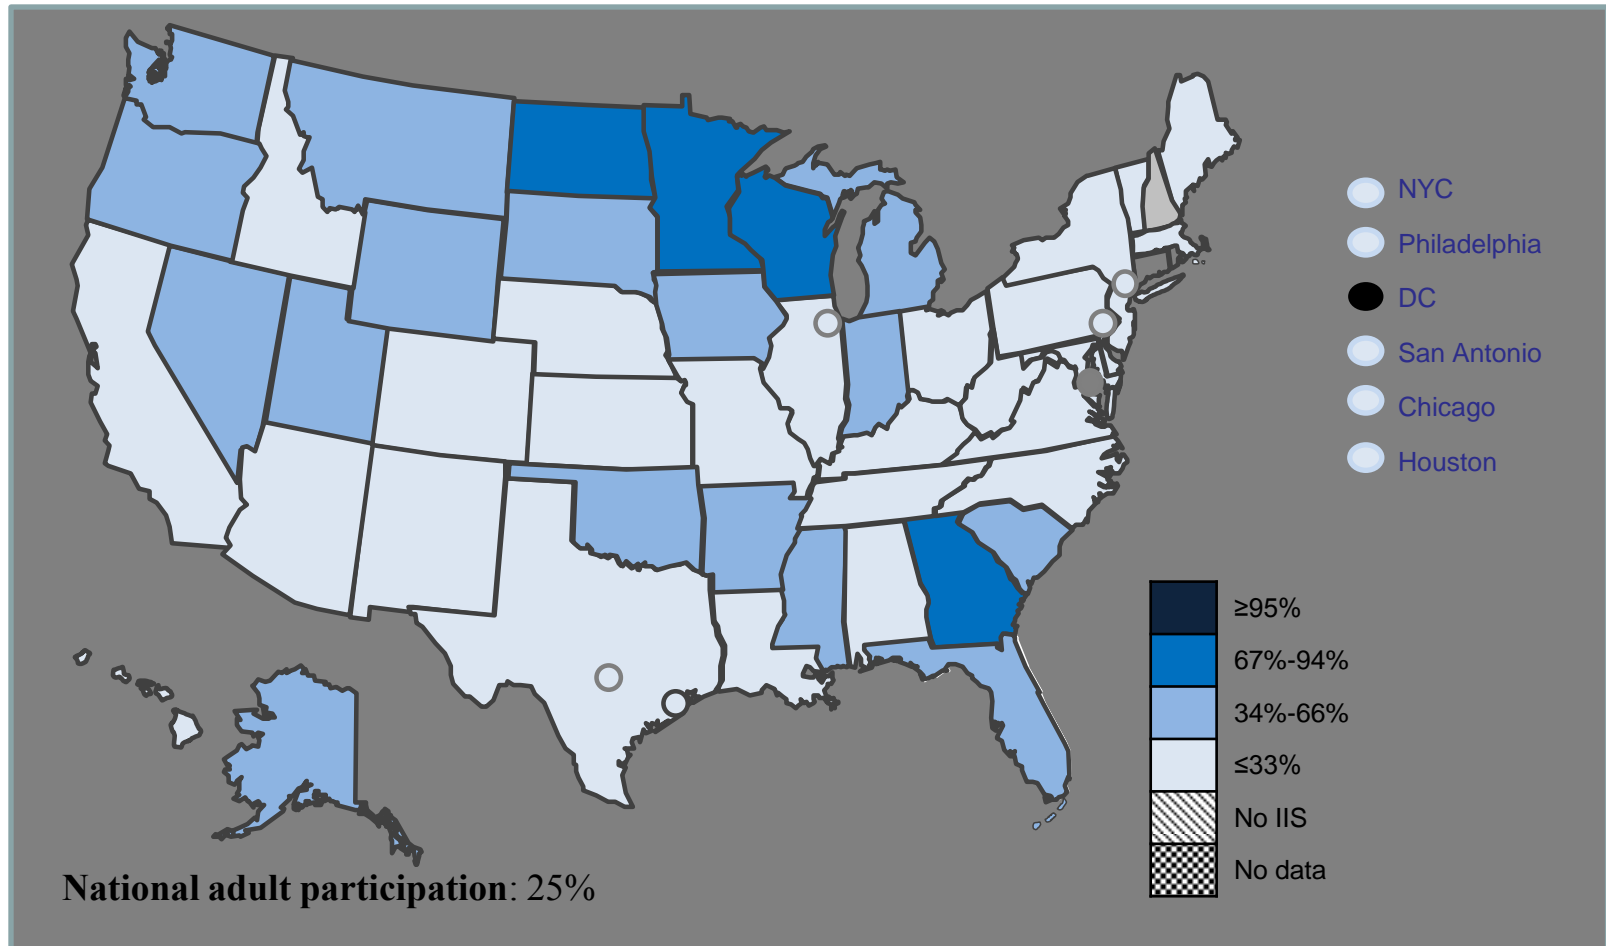 NYC
Philadelphia
DC
San Antonio
Chicago
Houston
≥95%
67%-94%
34%-66%
≤33%
No IIS
No data
National adult participation: 25%